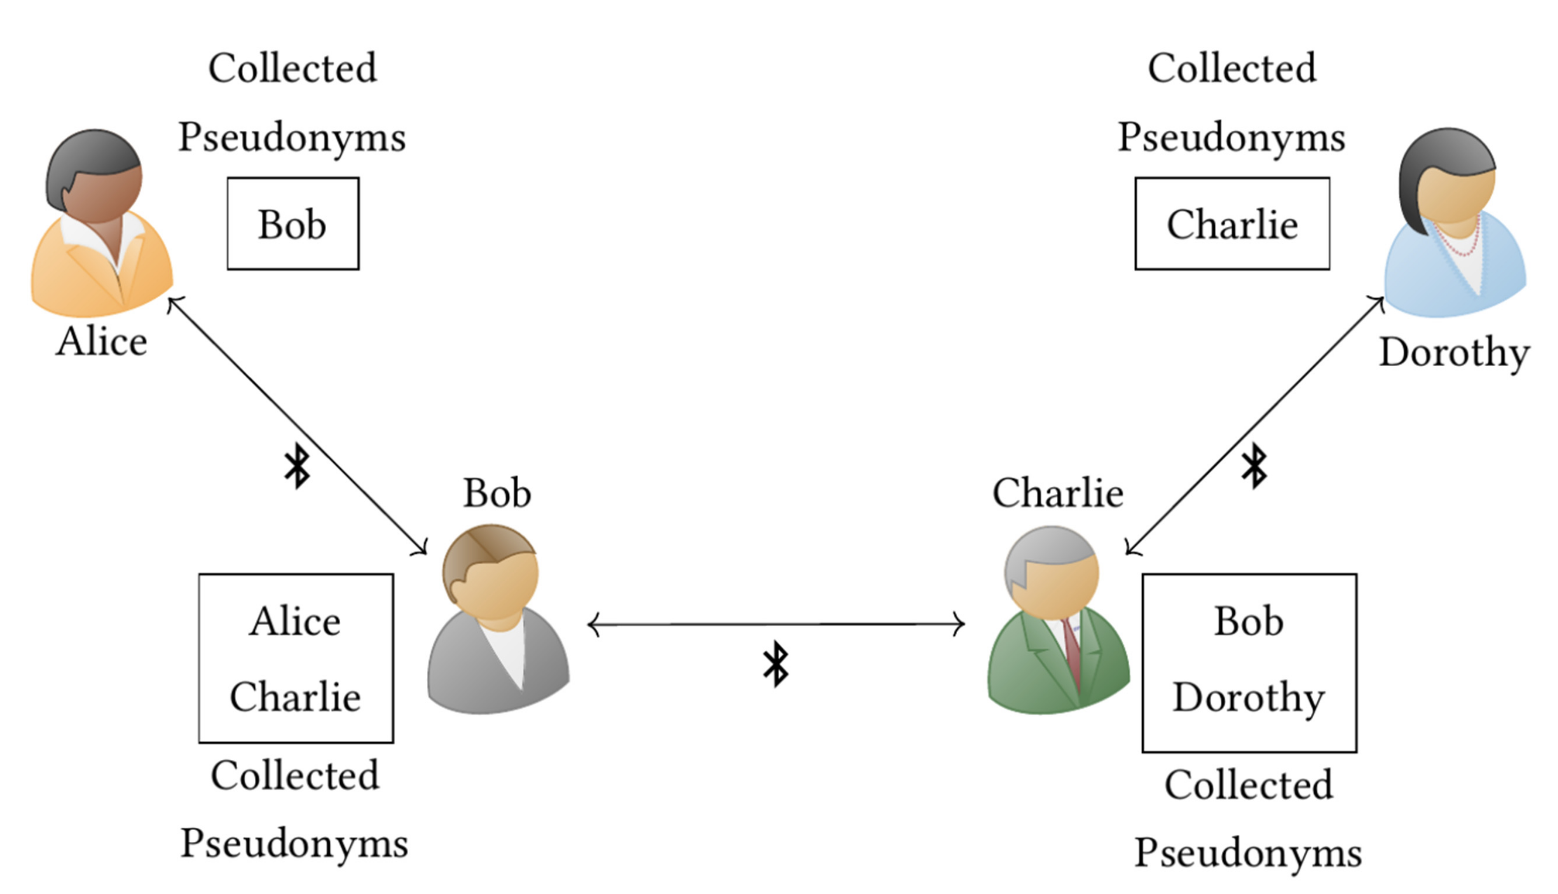 Collected
Pseudonyms
Bob
Alice
Collected
Pseudonyms
Charlie
Dorothy
Bob
Alice
Charlie
Collected
Pseudonyms
Charlie
Bob
Dorothy
Collected
Pseudonyms